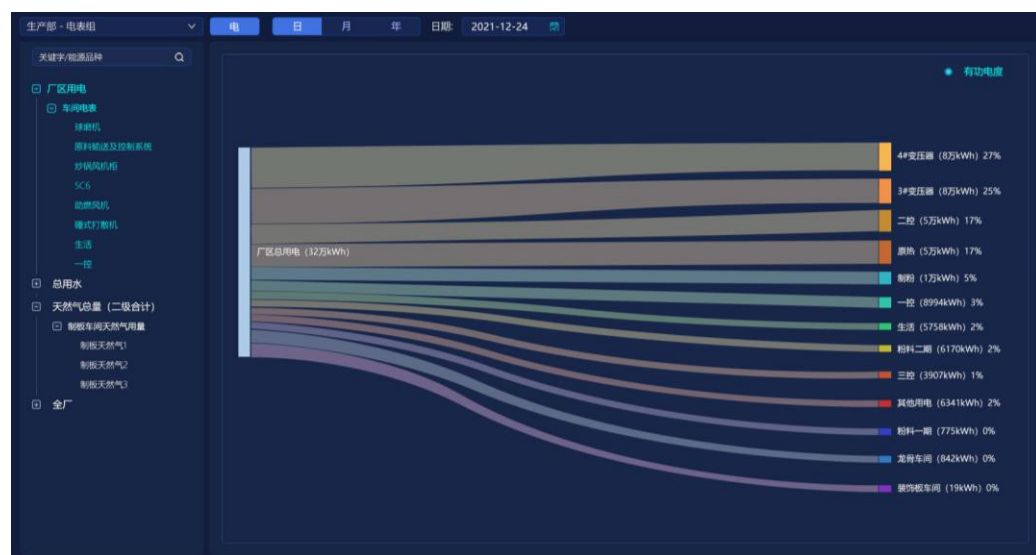 生产部 - 电表组
电
日
月
年
日期:
2021-12-24
关键字/能源品种
厂区用电
车间电表
球磨机
原料输送及控制系统
炒锅风机柜
SC6
助燃风机
锤式打散机
生活
一控
总用水
天然气总量（二级合计）
制板车间天然气用量
制板天然气1
制板天然气2
制板天然气3
全厂
有功电度
厂区总用电（32万kWh）
4#变压器（8万kWh）27%
3#变压器（8万kWh）25%
二控（5万kWh）17%
原热（5万kWh）17%
制粉（1万kWh）5%
一控（8994kWh）3%
生活（5758kWh）2%
粉料二期（6170kWh）2%
三控（3907kWh）1%
其他用电（6341kWh）2%
粉料一期（775kWh）0%
龙骨车间（842kWh）0%
装饰板车间（19kWh）0%